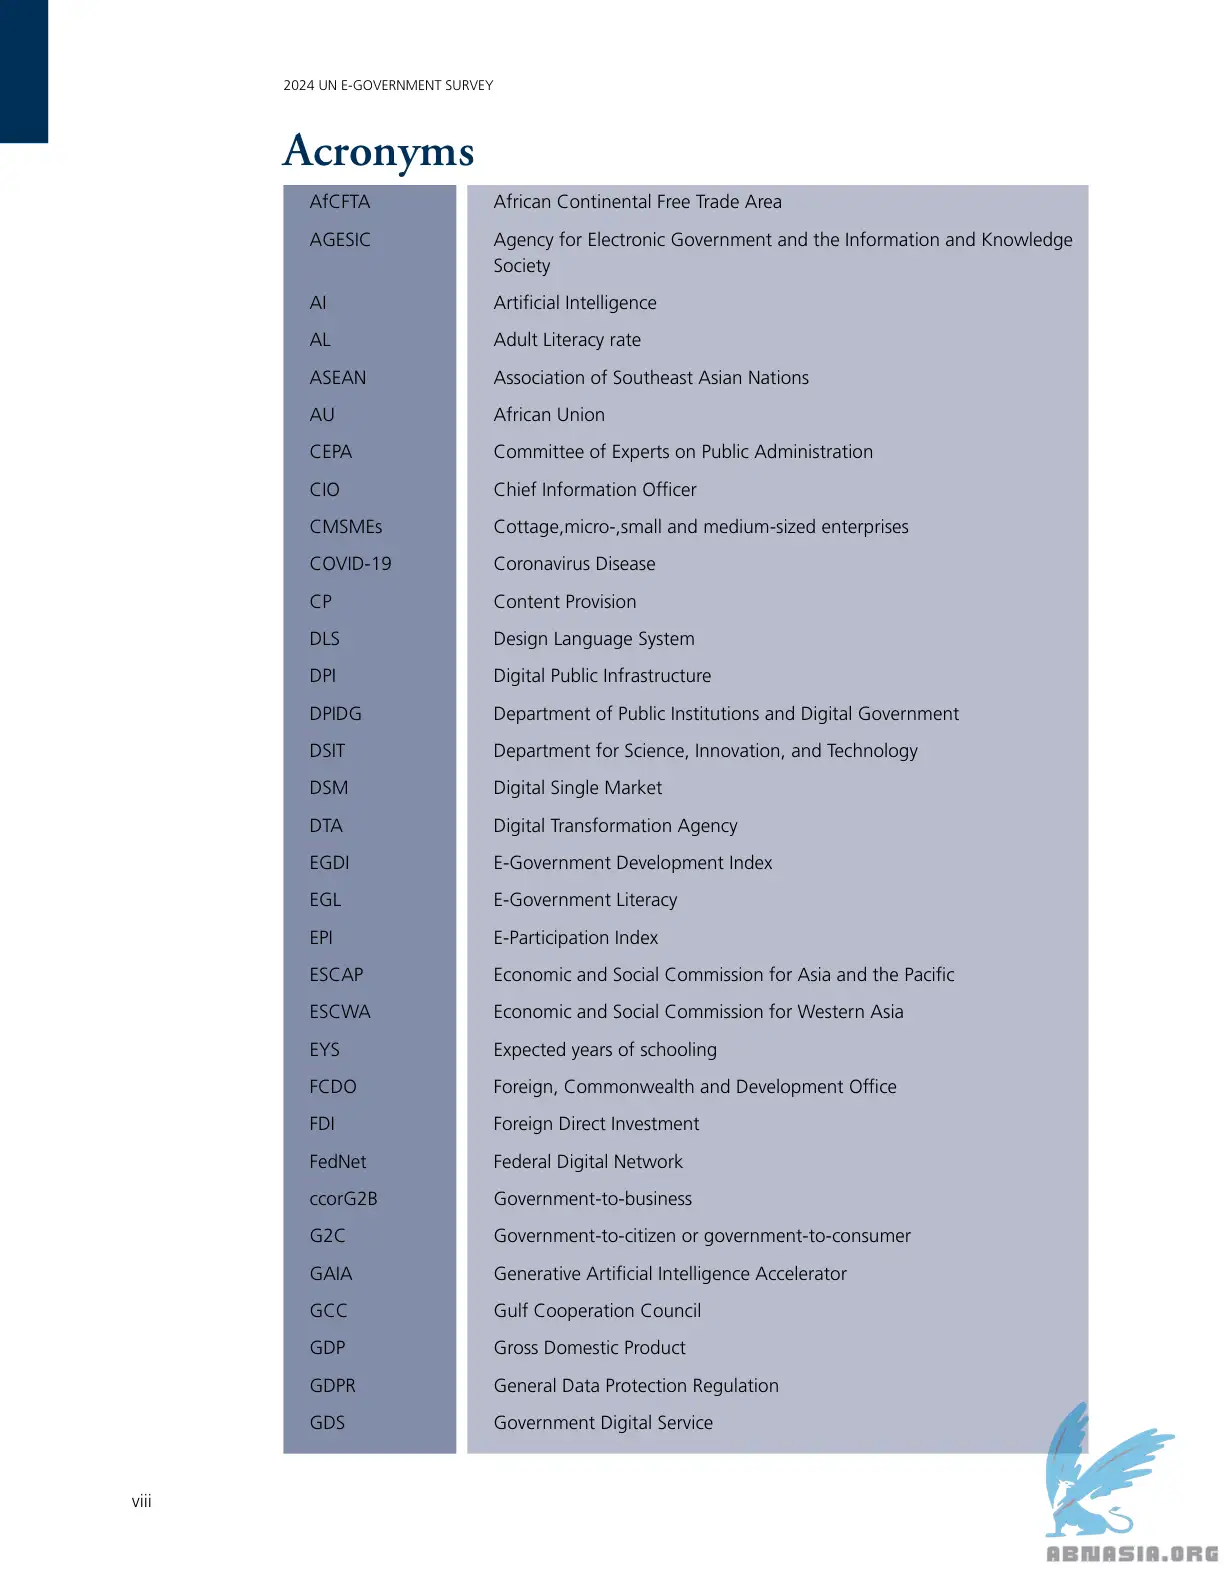 2024 UN E-GOVERNMENT SURVEY
Acronyms
AfCFTA African Continental Free Trade Area
AGESIC Agency for Electronic Government and the Information and Knowledge
Society
AI Artificial Intelligence
AL Adult Literacy rate
ASEAN Association of Southeast Asian Nations
AU African Union
CEPA Committee of Experts on Public Administration
CIO Chief Information Officer
CMSMEs Cottage,micro-,small and medium-sized enterprises
COVID-19 Coronavirus Disease
CP Content Provision
DLS Design Language System
DPI Digital Public Infrastructure
DPIDG Department of Public Institutions and Digital Government
DSIT Department for Science, Innovation, and Technology
DSM Digital Single Market
DTA Digital Transformation Agency
EGDI E-Government Development Index
EGL E-Government Literacy
EPI E-Participation Index
ESCAP Economic and Social Commission for Asia and the Pacific
ESCWA Economic and Social Commission for Western Asia
EYS Expected years of schooling
FCDO Foreign, Commonwealth and Development Office
FDI Foreign Direct Investment
FedNet Federal Digital Network
ccorG2B Government-to-business
G2C Government-to-citizen or government-to-consumer
GAIA Generative Artificial Intelligence Accelerator
GCC Gulf Cooperation Council
GDP Gross Domestic Product
GDPR General Data Protection Regulation
GDS Government Digital Service
viii
ABNASIA.ORG